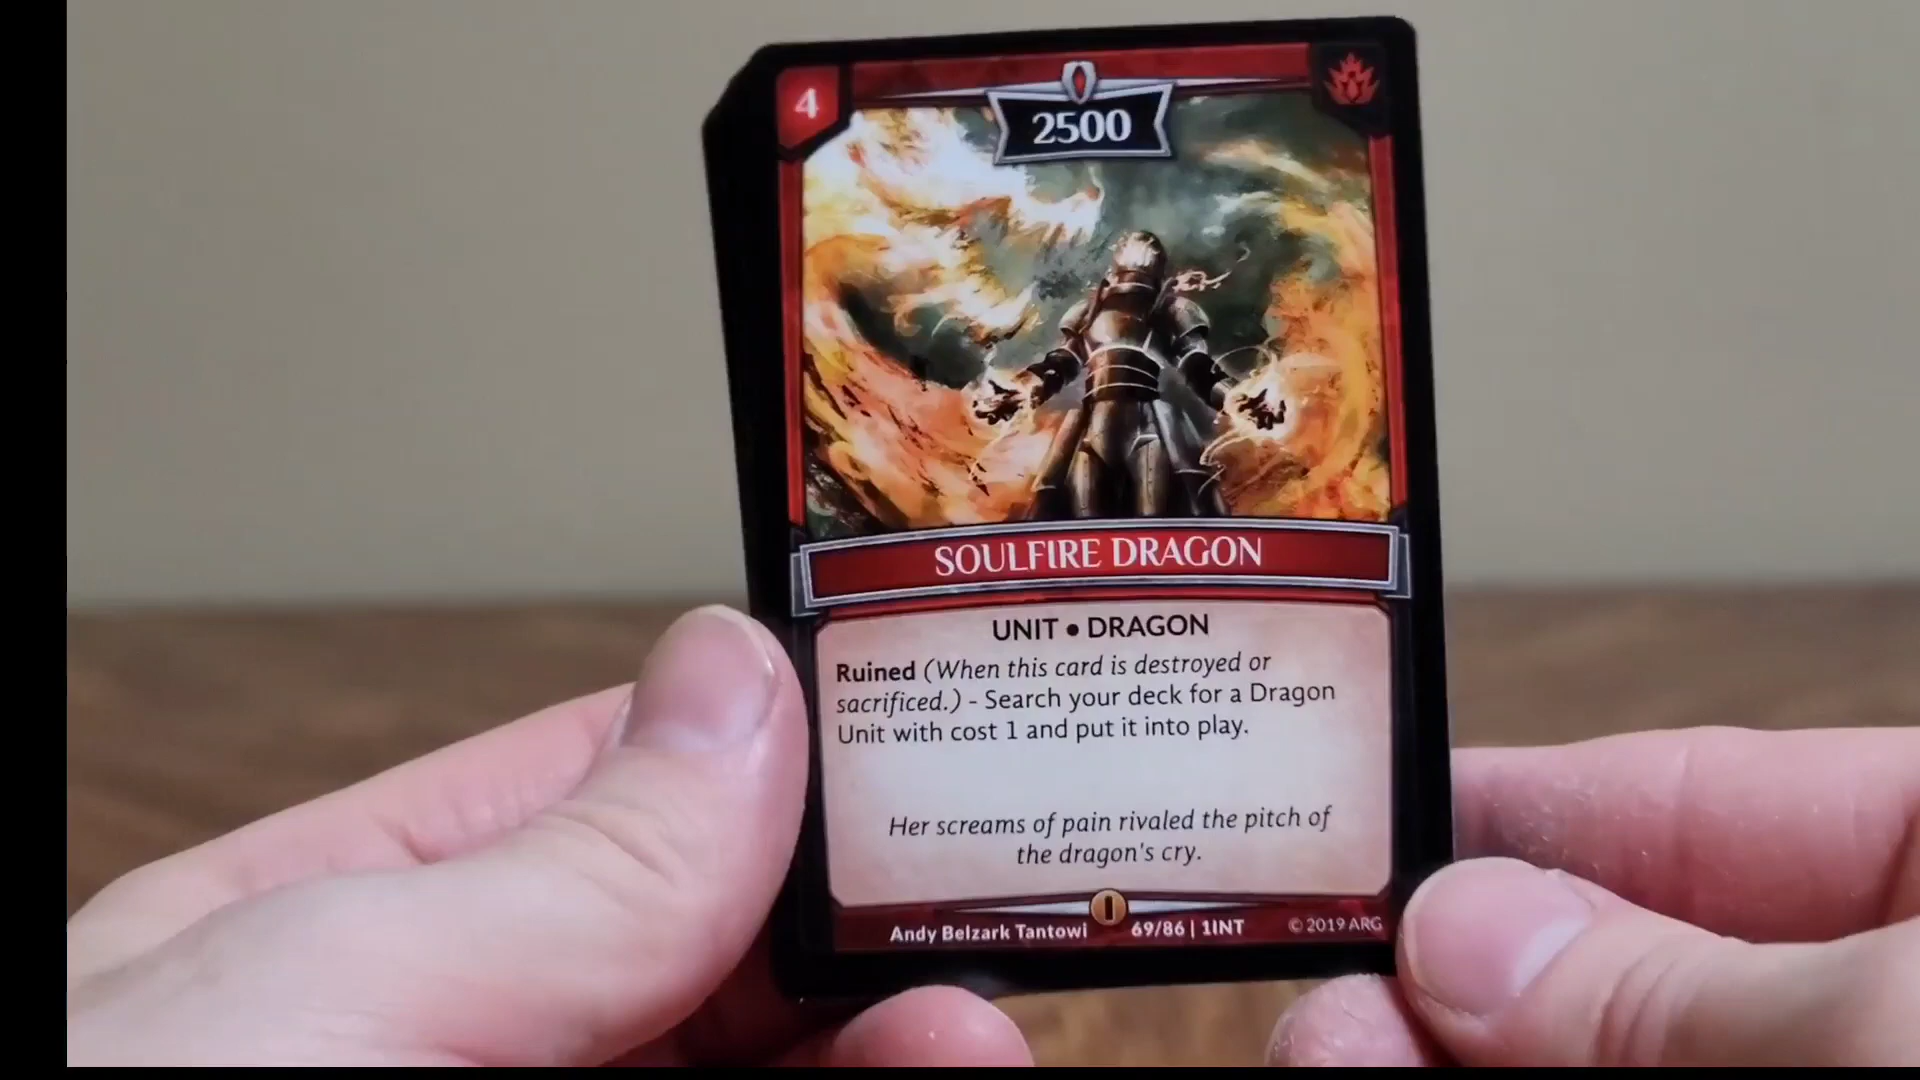 4
2500
SOULFIRE DRAGON
UNIT • DRAGON
Ruined (When this card is destroyed or
sacrificed.) - Search your deck for a Dragon
Unit with cost 1 and put it into play.
Her screams of pain rivaled the pitch of
the dragon's cry.
Andy Belzark Tantowi 69/86 | 1INT © 2019 ARG